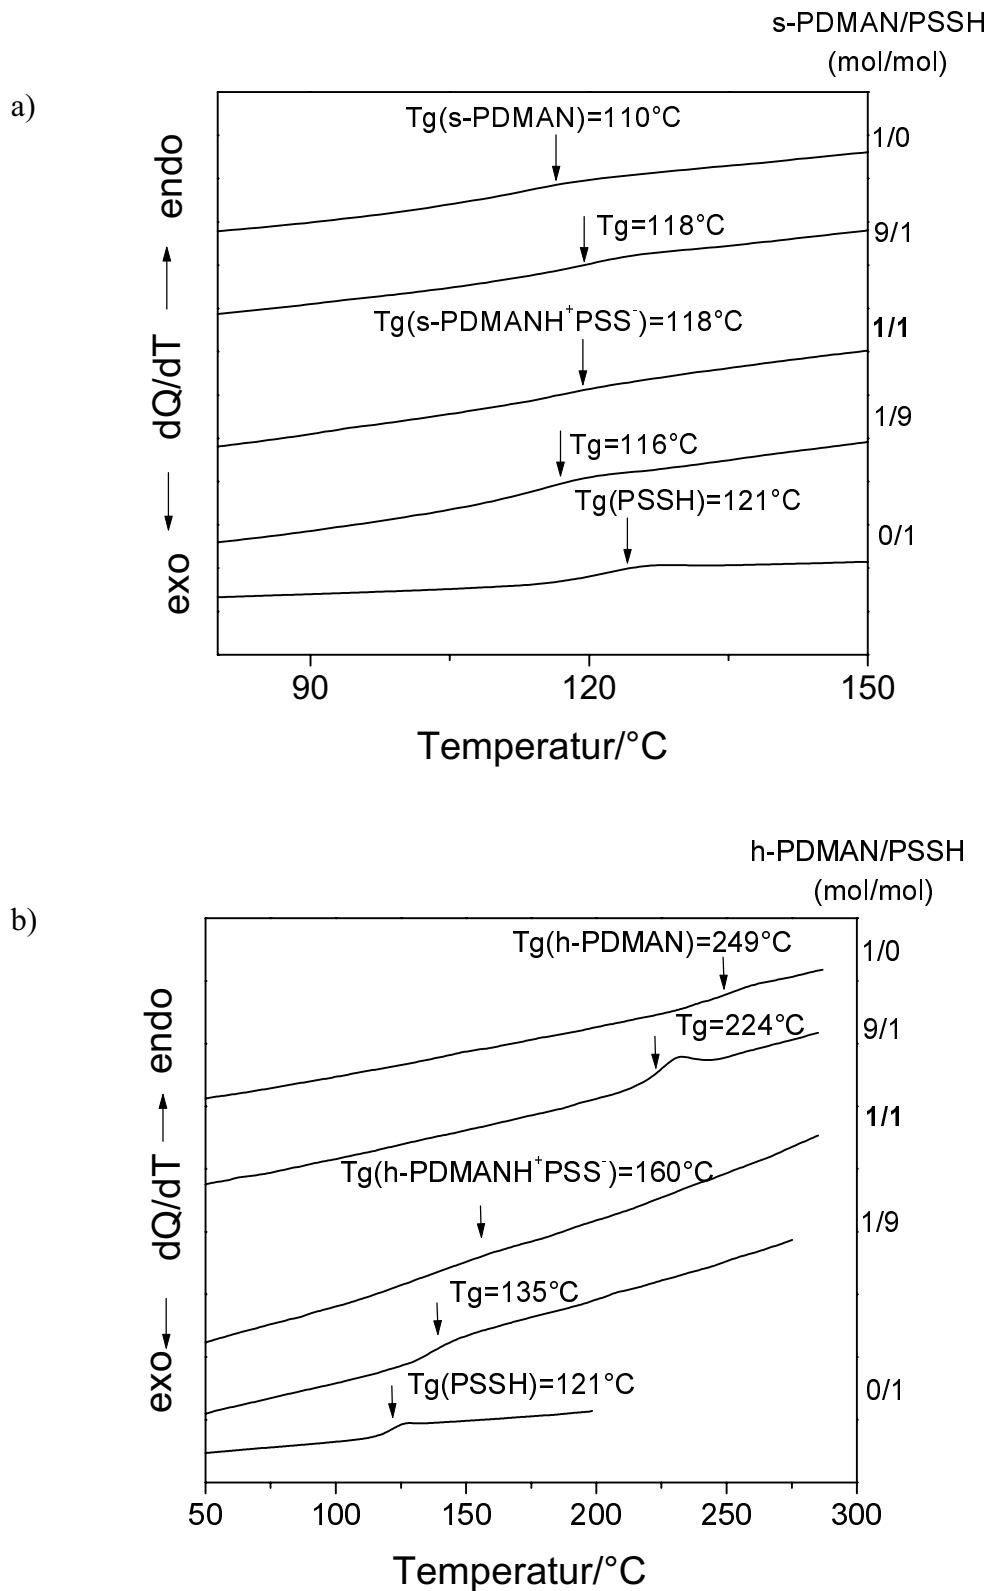 s-PDMAN/PSSH
(mol/mol)
a)
Tg(s-PDMAN)=110°C
1/0
Tg=118°C
9/1
Tg(s-PDMANH⁺PSS⁻)=118°C
1/1
1/9
Tg=116°C
Tg(PSSH)=121°C
0/1
exo dQ/dT endo
90 120 150
Temperatur/°C
h-PDMAN/PSSH
(mol/mol)
b)
Tg(h-PDMAN)=249°C
1/0
Tg=224°C
9/1
1/1
Tg(h-PDMANH⁺PSS⁻)=160°C
1/9
Tg=135°C
Tg(PSSH)=121°C
0/1
exo dQ/dT endo
50 100 150 200 250 300
Temperatur/°C